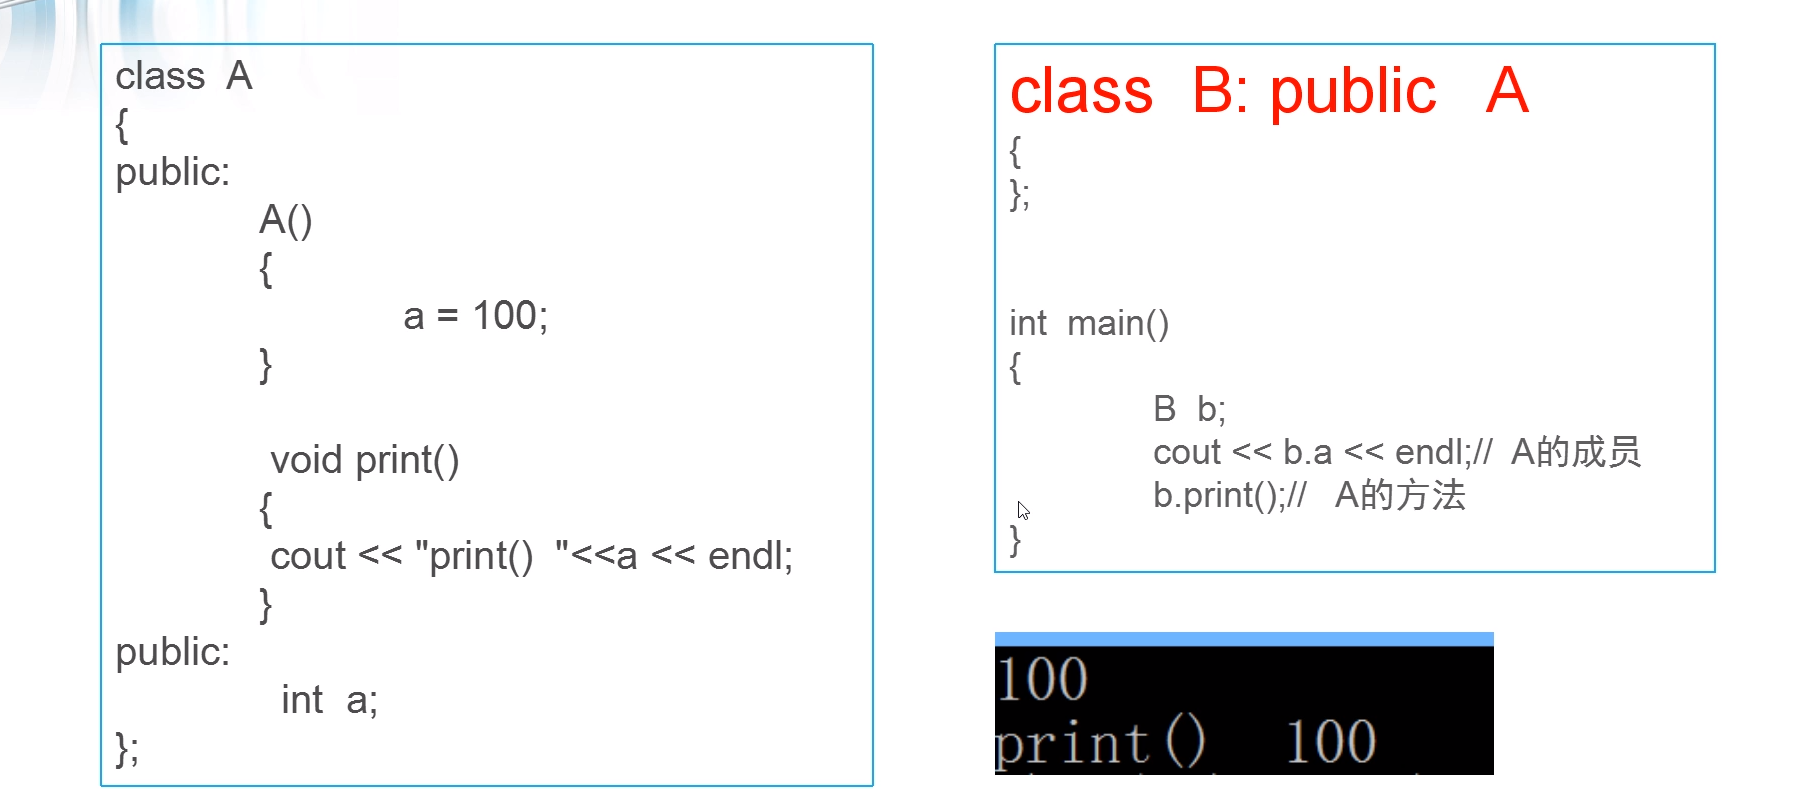 class  A
{
public:
A()
{
a = 100;
}
void print()
{
cout << "print()  "<<a << endl;
}
public:
int  a;
};
class  B: public  A
{
};
int  main()
{
B  b;
cout << b.a << endl;//  A的成员
b.print();//   A的方法
}
100
print()   100